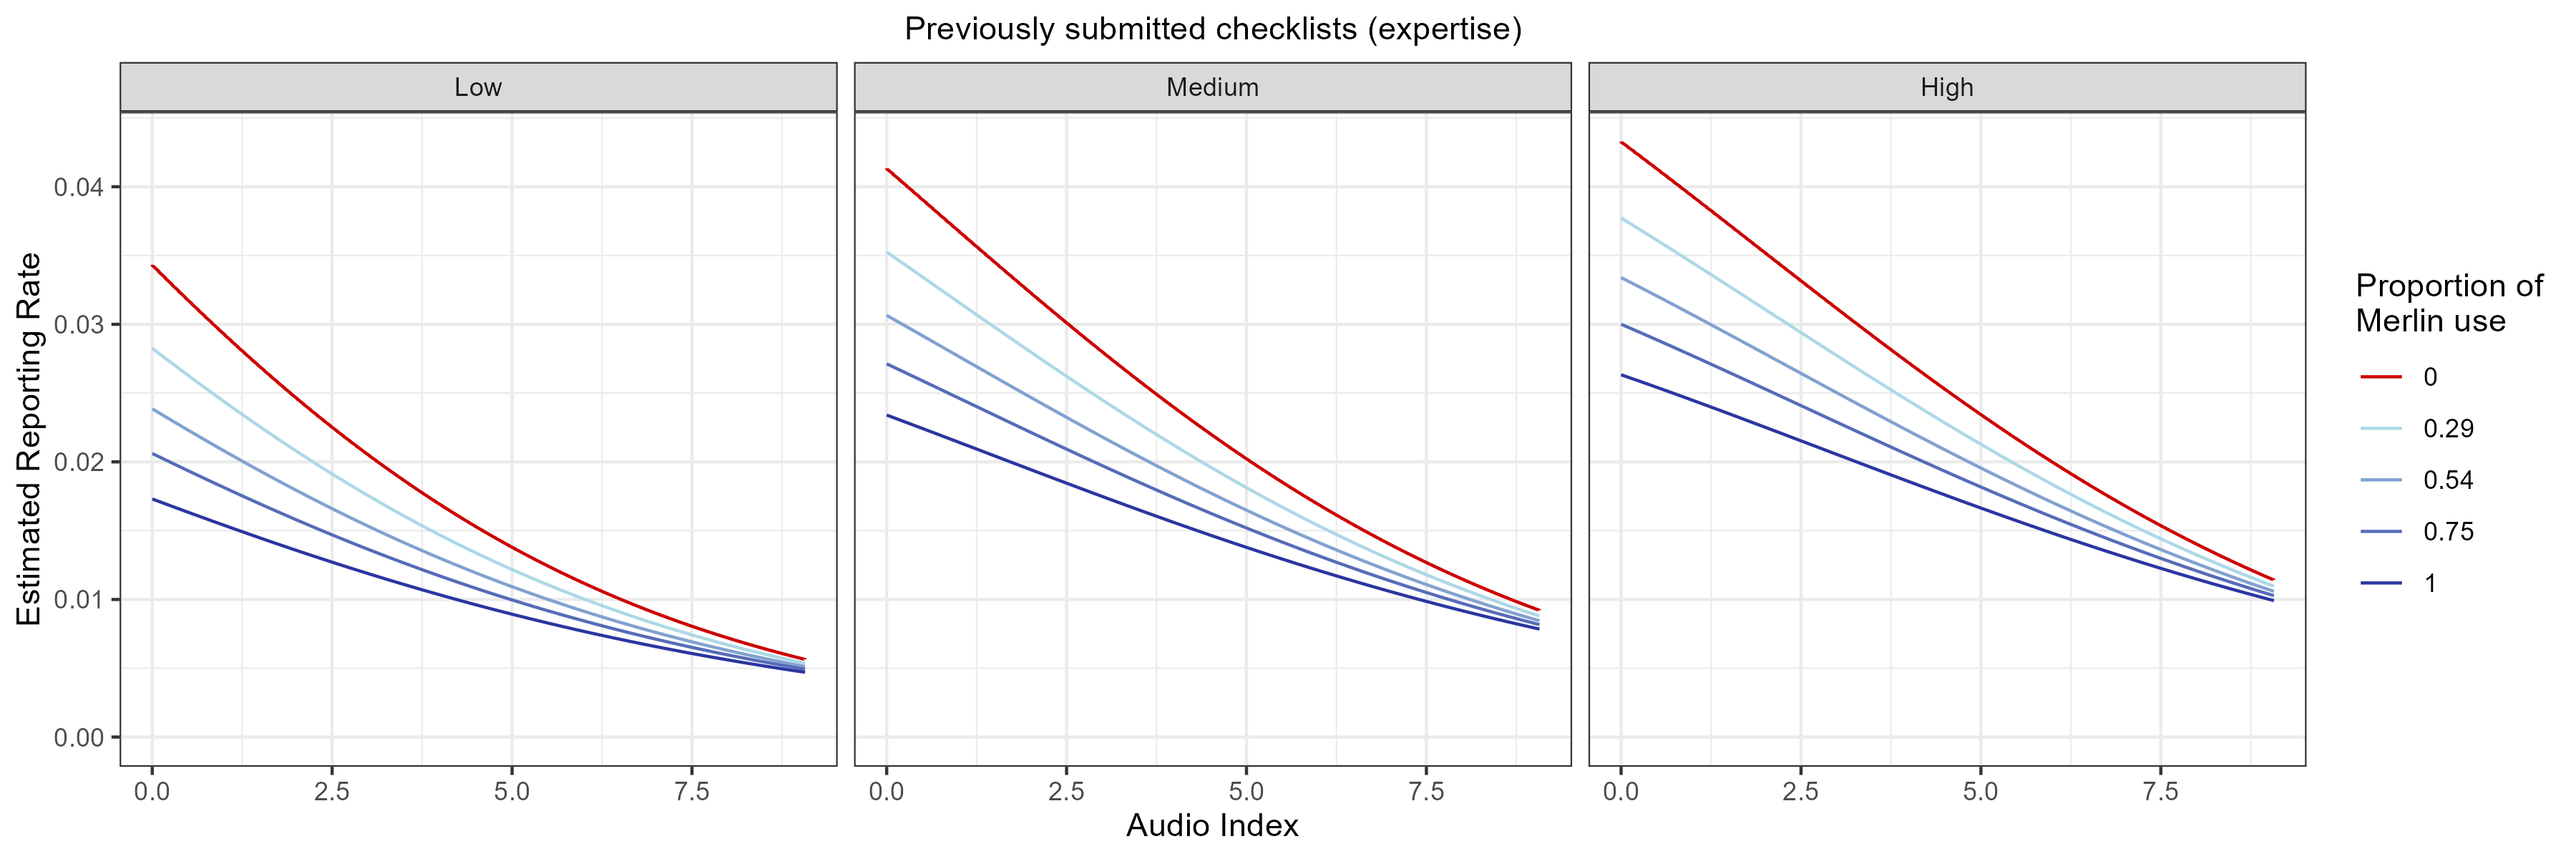 Previously submitted checklists (expertise)
Low
Medium
High
Estimated Reporting Rate
0.04
0.03
0.02
0.01
0.00
0.0 2.5 5.0 7.5
0.0 2.5 5.0 7.5
0.0 2.5 5.0 7.5
Audio Index
Proportion of
Merlin use
0
0.29
0.54
0.75
1